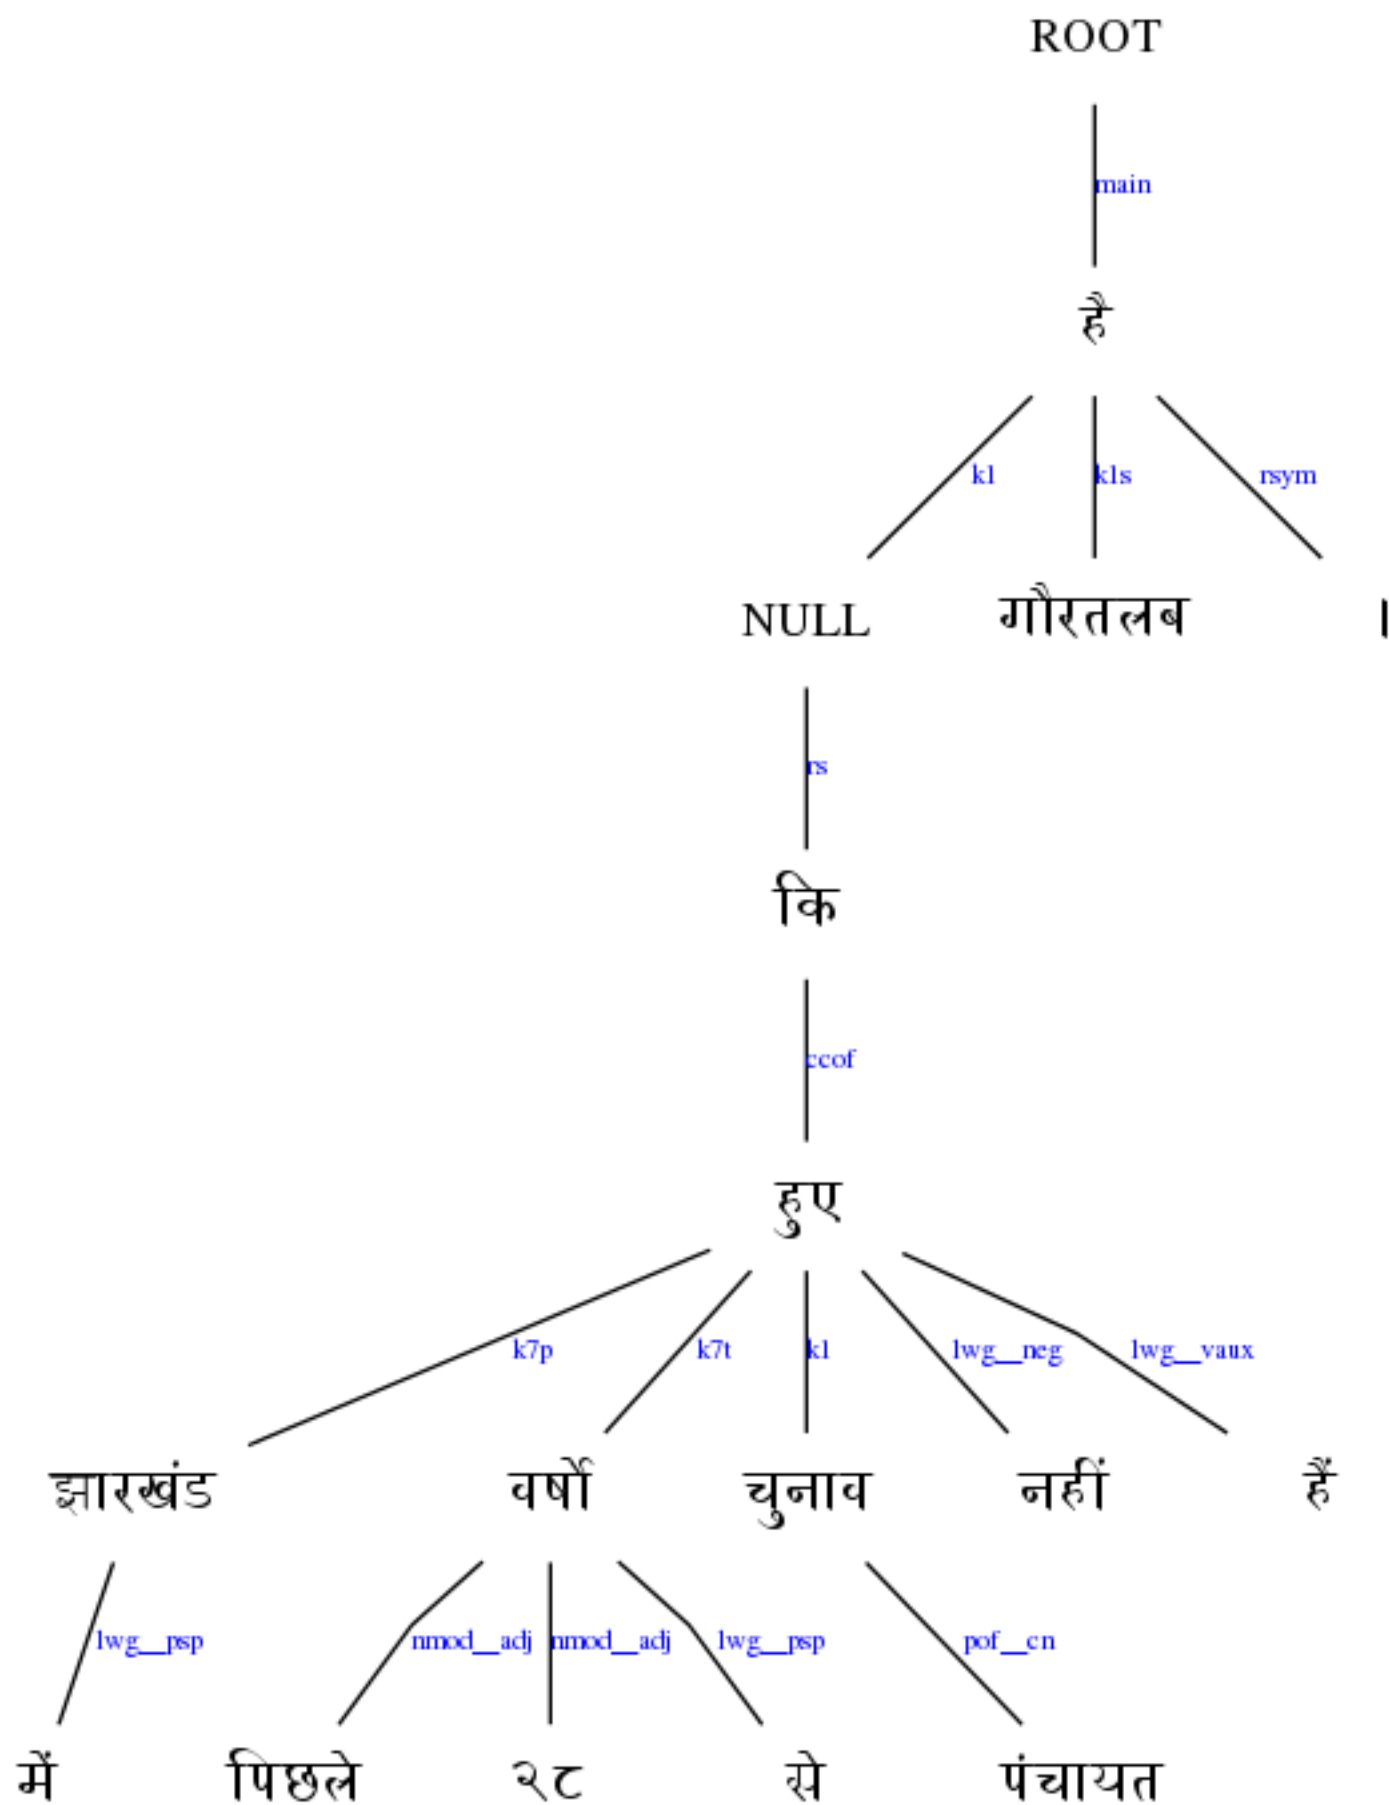 ROOT
main
है
k1 k1s rsym
NULL गौरतलब ।
rs
कि
ccof
हुए
k7p k7t k1 lwg__neg lwg__vaux
झारखंड वर्षों चुनाव नहीं हैं
lwg__psp nmod__adj nmod__adj lwg__psp pof__cn
में पिछले २८ से पंचायत